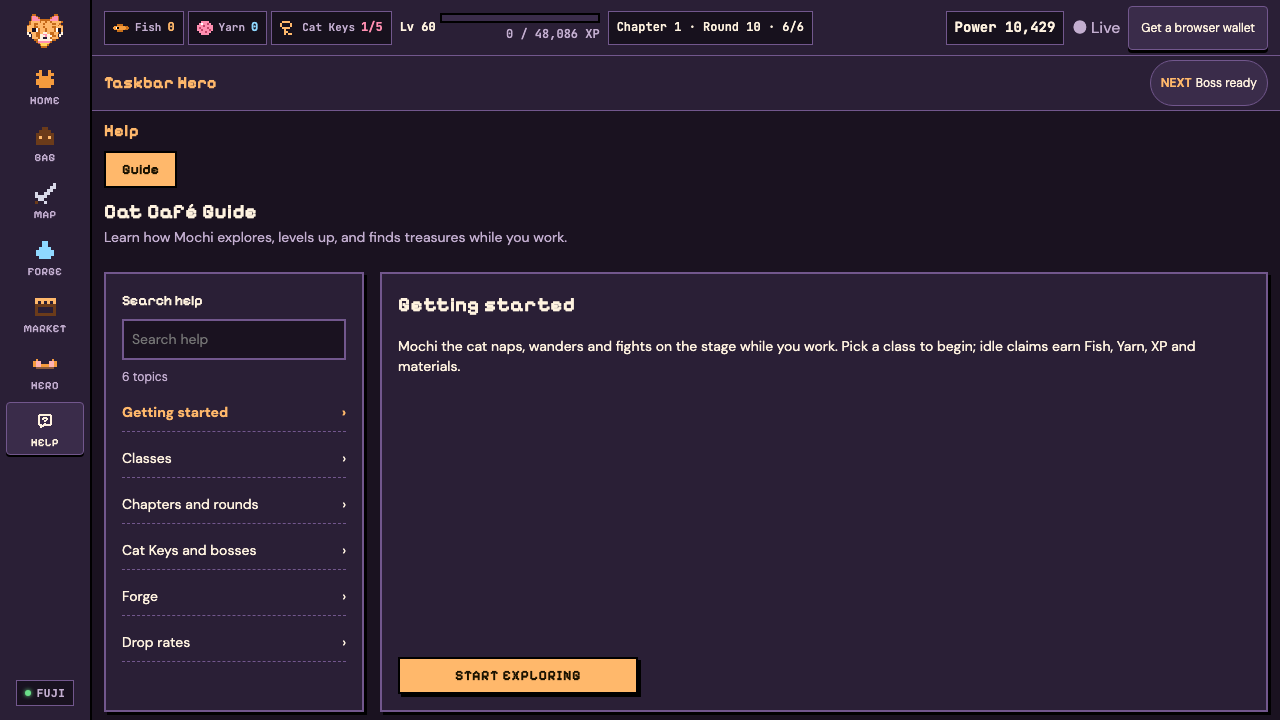 Fish 0
Yarn 0
Cat Keys 1/5
Lv 60
0 / 48,086 XP
Chapter 1 · Round 10 · 6/6
Power 10,429
Live
Get a browser wallet
HOME
BAG
MAP
FORGE
MARKET
HERO
HELP
FUJI
Taskbar Hero
NEXT Boss ready
Help
Guide
Cat Café Guide
Learn how Mochi explores, levels up, and finds treasures while you work.
Search help
Search help
6 topics
Getting started ›
Classes ›
Chapters and rounds ›
Cat Keys and bosses ›
Forge ›
Drop rates ›
Getting started
Mochi the cat naps, wanders and fights on the stage while you work. Pick a class to begin; idle claims earn Fish, Yarn, XP and
materials.
START EXPLORING